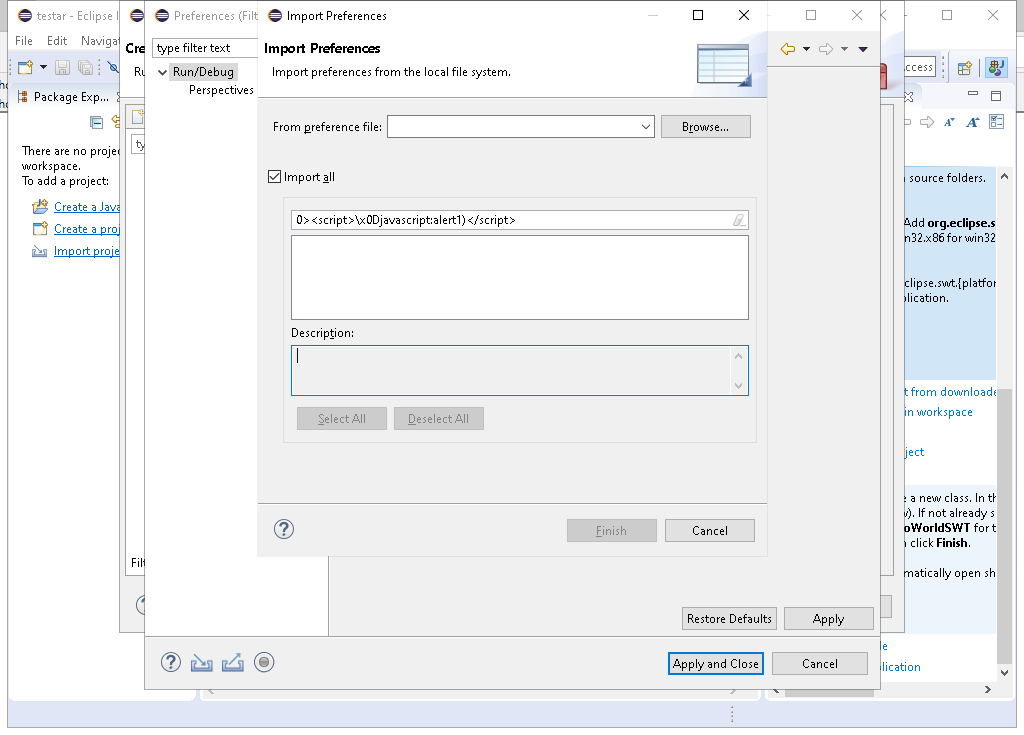 testar - Eclipse I
File Edit Navigat
Package Exp...
There are no proje
workspace.
To add a project:
Create a Java
Create a proj
Import proje
Cre
Ru
ty
Filt
Preferences (Filt
type filter text
Run/Debug
Perspectives
Import Preferences
Import Preferences
Import preferences from the local file system.
From preference file:
Browse...
Import all
0><script>\x0Djavascript:alert1)</script>
Description:
Select All
Deselect All
Finish
Cancel
Restore Defaults
Apply
Apply and Close
Cancel
ccess
source folders.
Add org.eclipse.s
n32.x86 for win32
clipse.swt.{platfor
lication.
t from downloade
in workspace
ject
e a new class. In th
v). If not already s
oWorldSWT for t
click Finish.
matically open sh
le
lication